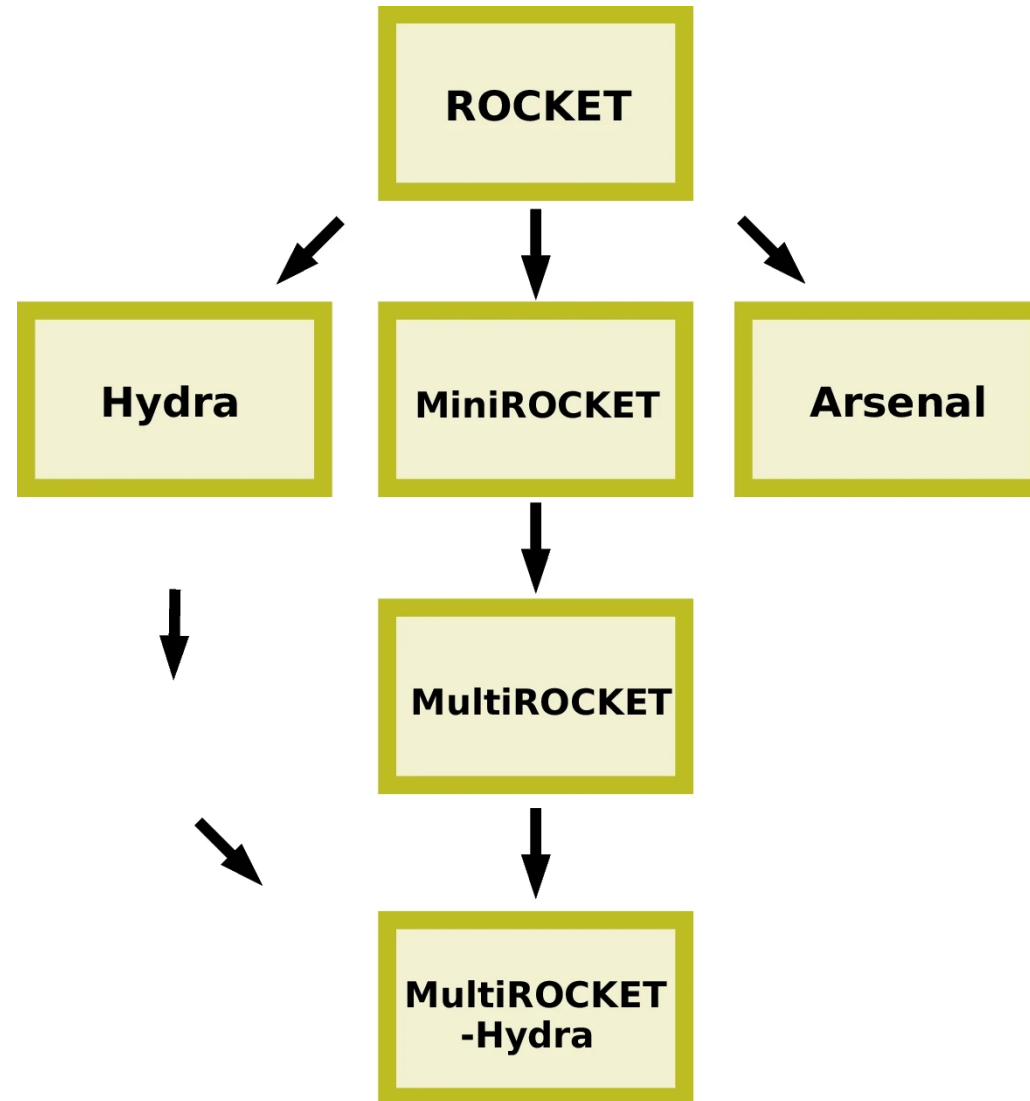 ROCKET
Hydra
MiniROCKET
Arsenal
MultiROCKET
MultiROCKET
-Hydra